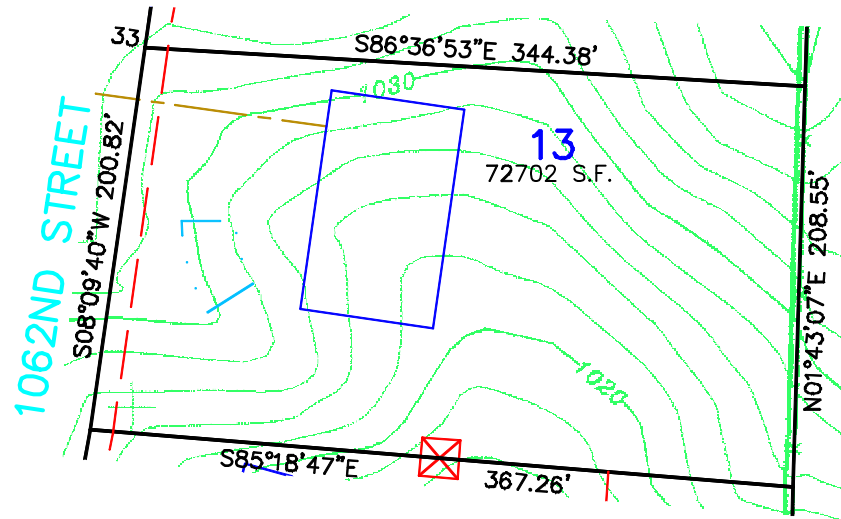 33
S86°36'53"E 344.38'
1030
13
72702 S.F.
1062ND STREET
S08°09'40"W 200.82'
N01°43'07"E 208.55'
1020
S85°18'47"E
367.26'